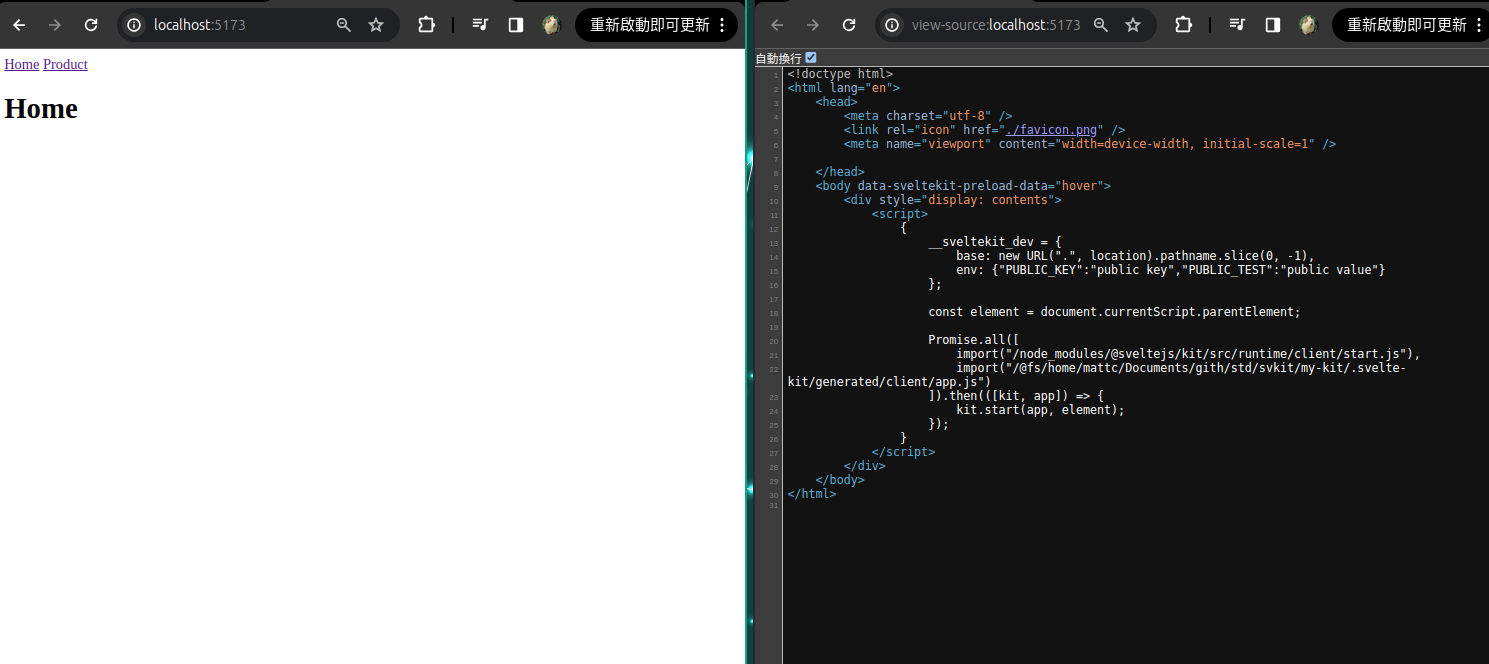 localhost:5173
重新啟動即可更新
Home Product
Home
view-source:localhost:5173
重新啟動即可更新
自動換行
1 <!doctype html>
2 <html lang="en">
3 <head>
4 <meta charset="utf-8" />
5 <link rel="icon" href="./favicon.png" />
6 <meta name="viewport" content="width=device-width, initial-scale=1" />
7
8 </head>
9 <body data-sveltekit-preload-data="hover">
10 <div style="display: contents">
11 <script>
12 {
13 __sveltekit_dev = {
14 base: new URL(".", location).pathname.slice(0, -1),
15 env: {"PUBLIC_KEY":"public key","PUBLIC_TEST":"public value"}
16 };
17
18 const element = document.currentScript.parentElement;
19
20 Promise.all([
21 import("/node_modules/@sveltejs/kit/src/runtime/client/start.js"),
22 import("/@fs/home/mattc/Documents/gith/std/svkit/my-kit/.svelte-
kit/generated/client/app.js")
23 ]).then(([kit, app]) => {
24 kit.start(app, element);
25 });
26 }
27 </script>
28 </div>
29 </body>
30 </html>
31